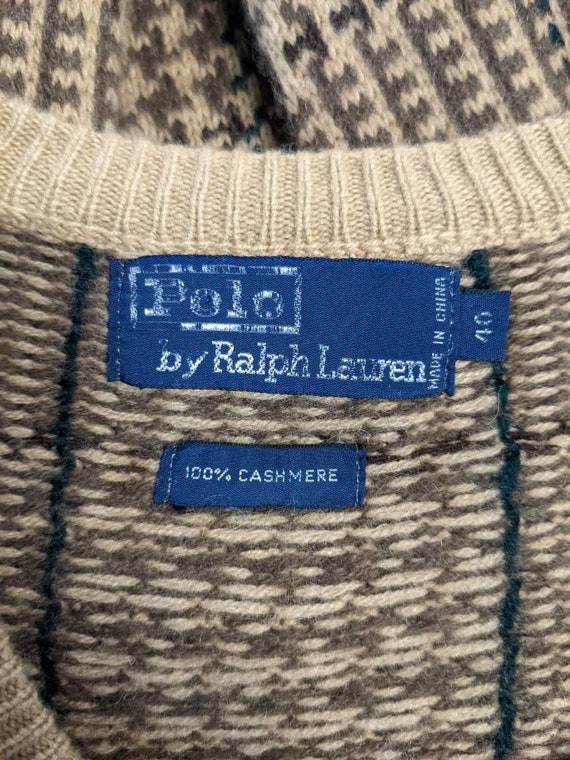 Polo
by Ralph Lauren
MADE IN CHINA
40
100% CASHMERE